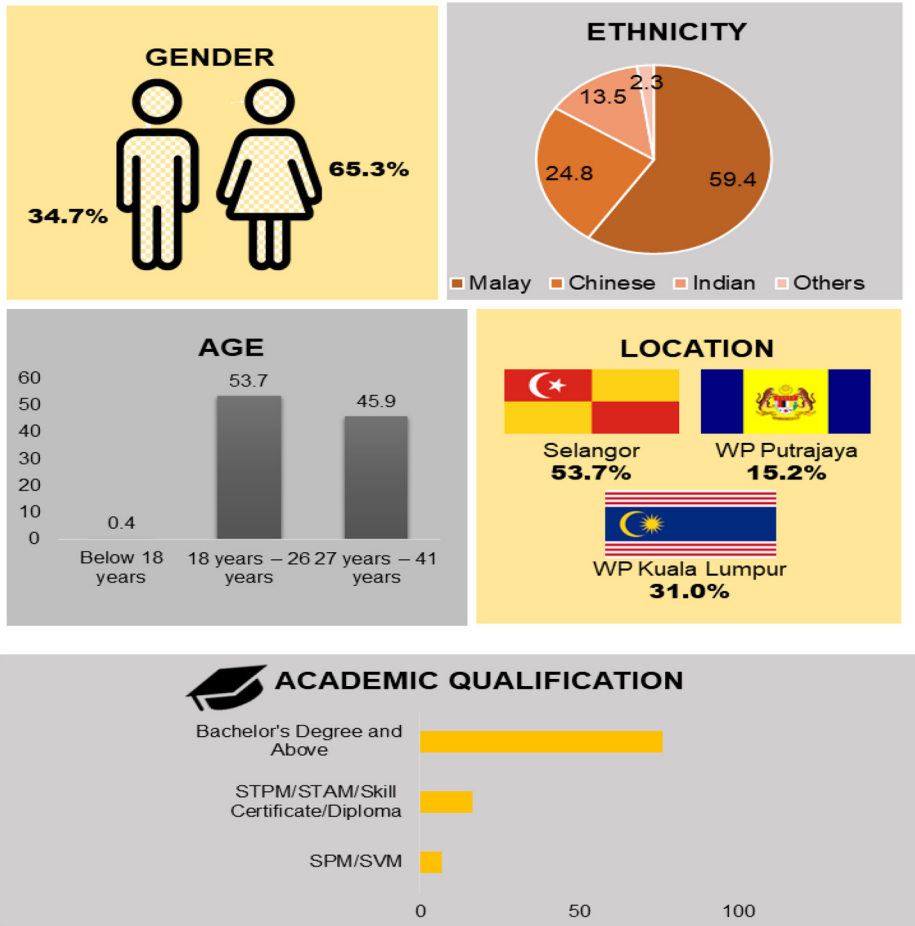 GENDER
34.7%
65.3%
ETHNICITY
2.3
13.5
24.8
59.4
Malay Chinese Indian Others
AGE
60
50
40
30
20
10
0
0.4
53.7
45.9
Below 18
years
18 years – 26
years
27 years – 41
years
LOCATION
Selangor
53.7%
WP Putrajaya
15.2%
WP Kuala Lumpur
31.0%
ACADEMIC QUALIFICATION
Bachelor's Degree and
Above
STPM/STAM/Skill
Certificate/Diploma
SPM/SVM
0 50 100